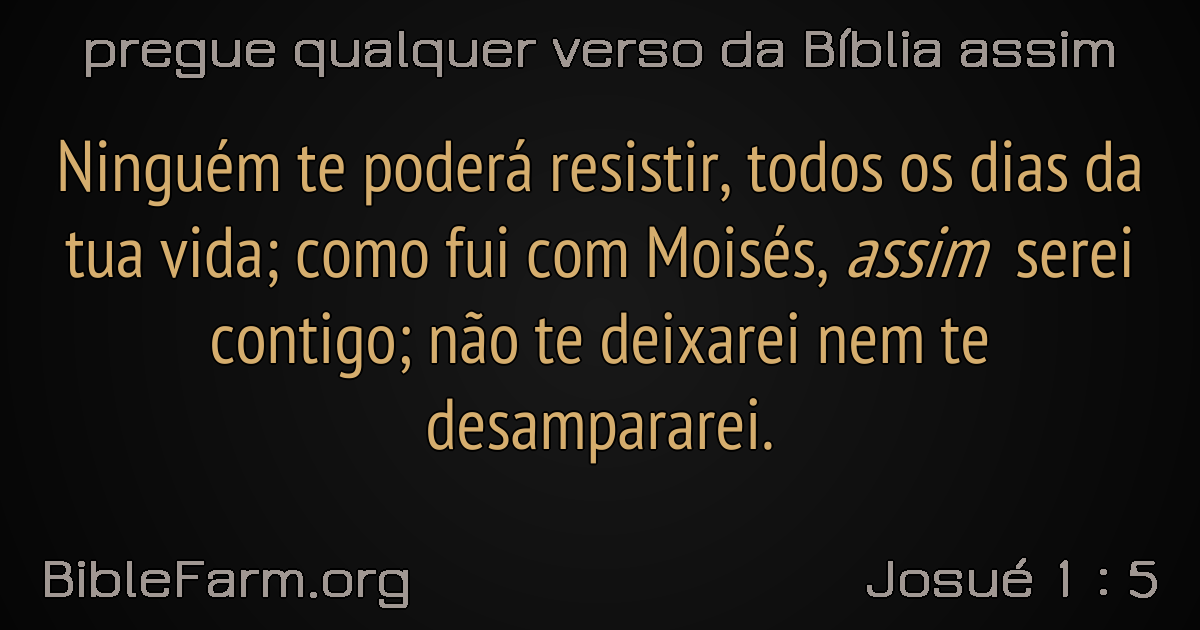 pregue qualquer verso da Bíblia assim
Ninguém te poderá resistir, todos os dias da
tua vida; como fui com Moisés, assim serei
contigo; não te deixarei nem te
desampararei.
BibleFarm.org
Josué 1 : 5